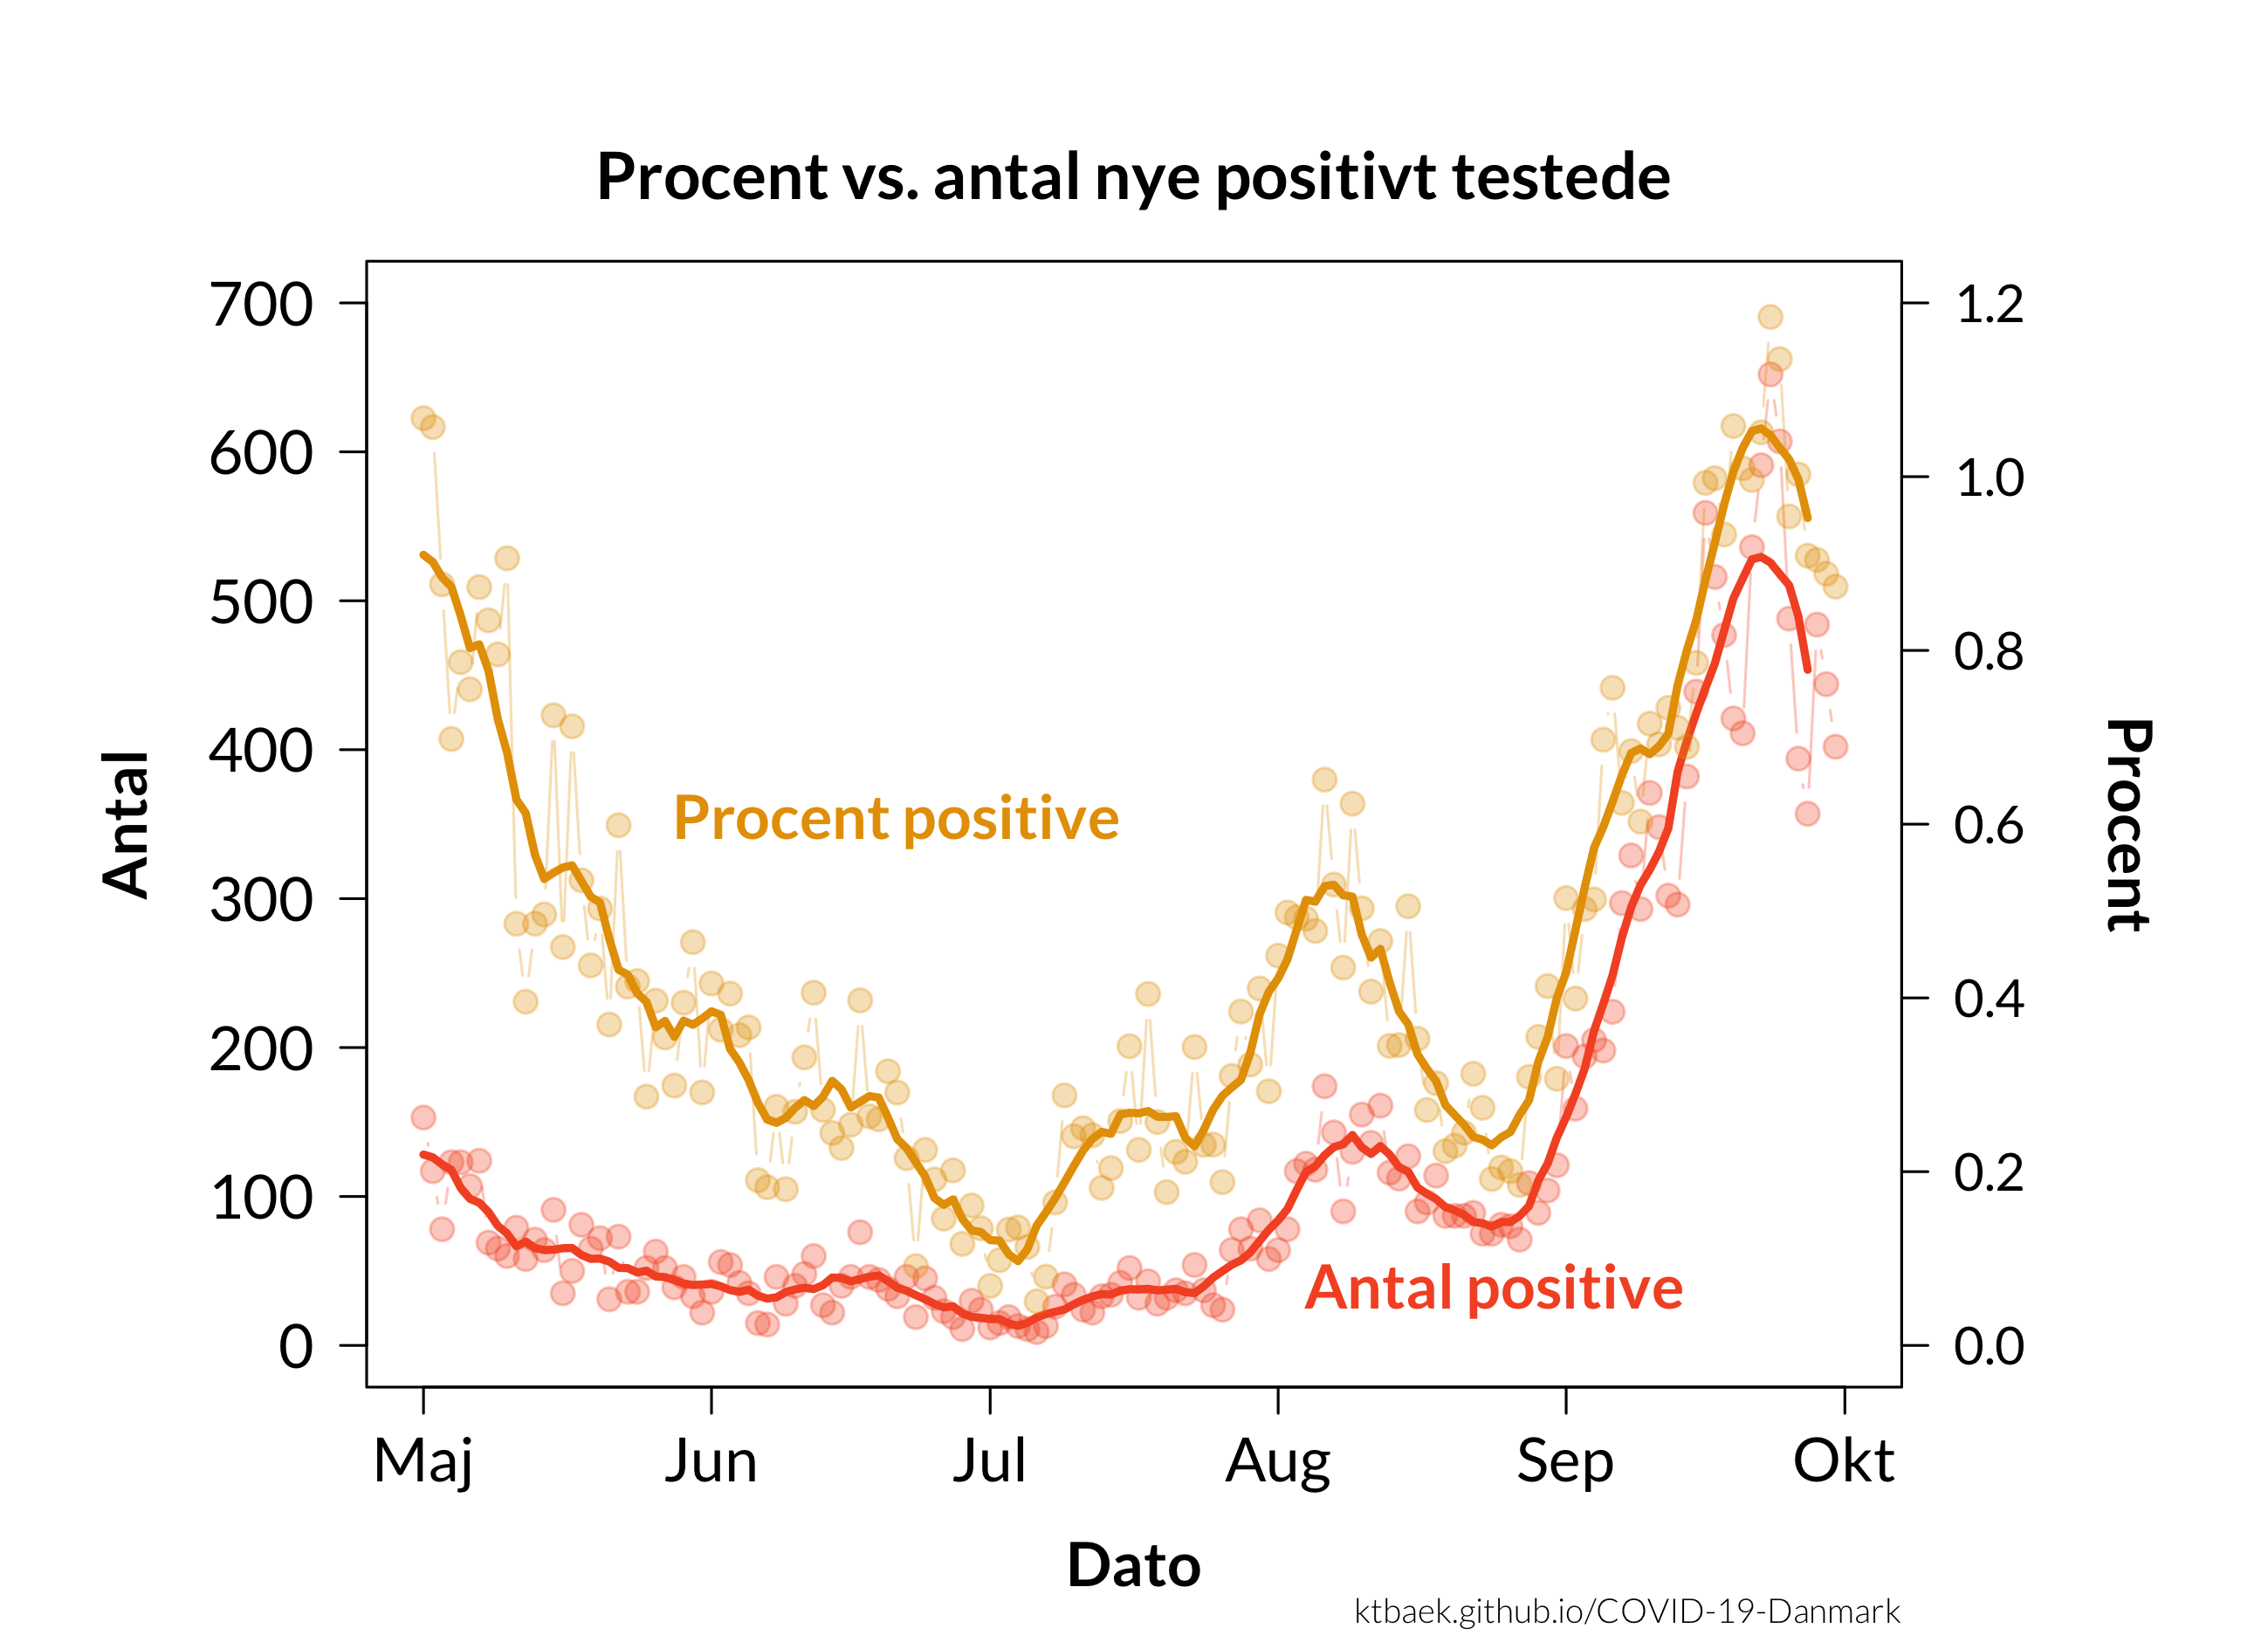 Procent vs. antal nye positivt testede
700
600
500
400
300
200
100
0
Antal
1.2
1.0
0.8
0.6
0.4
0.2
0.0
Procent
Procent positive
Antal positive
Maj Jun Jul Aug Sep Okt
Dato
ktbaek.github.io/COVID-19-Danmark